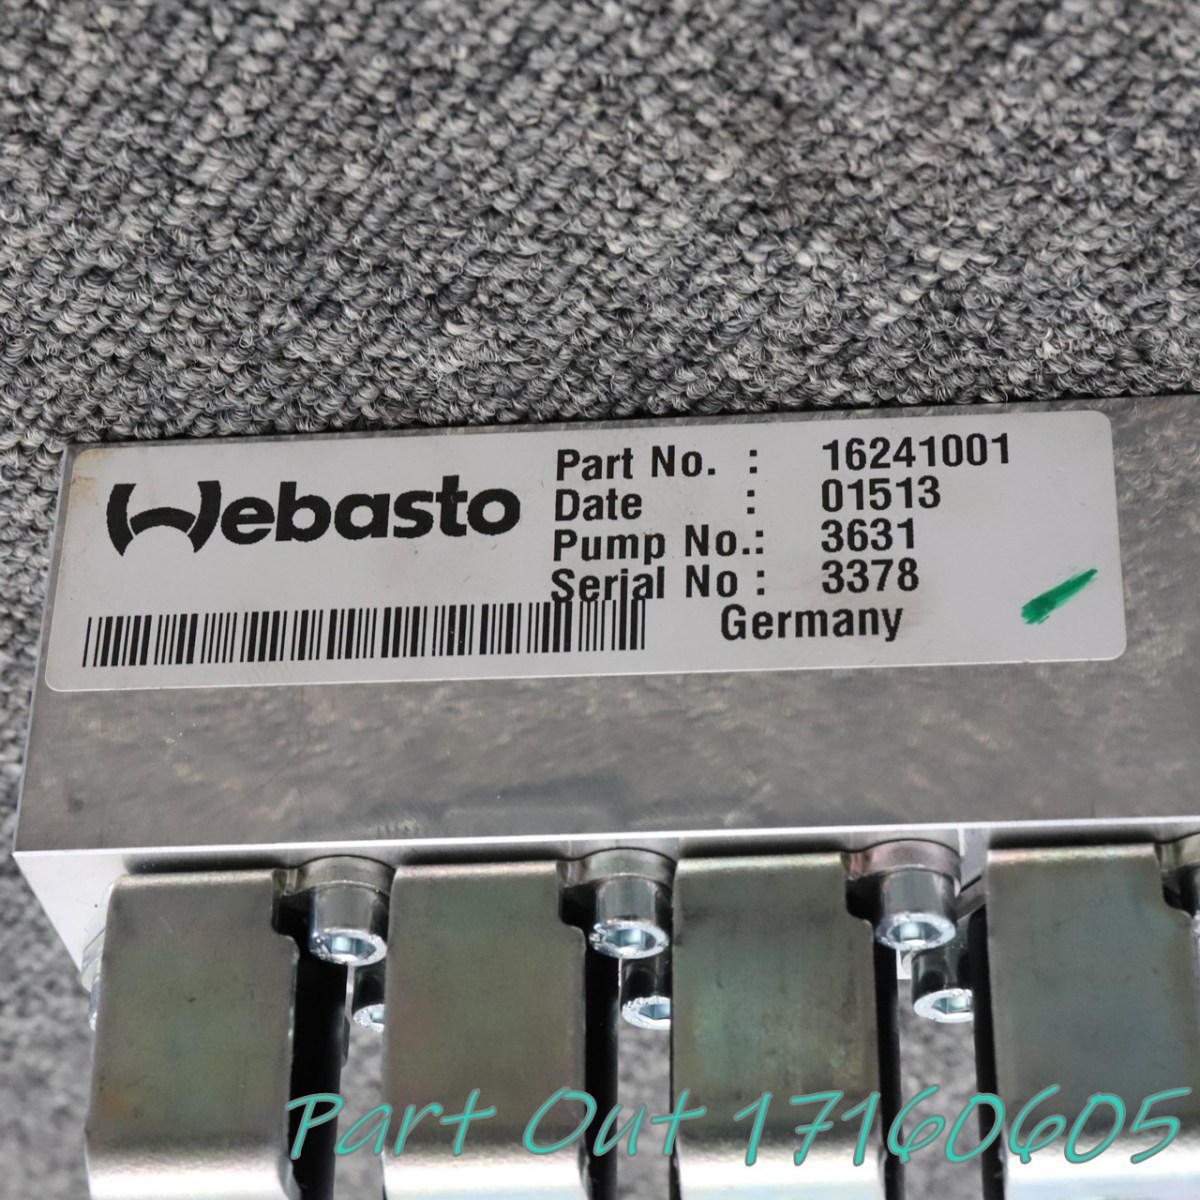 Webasto
Part No. : 16241001
Date : 01513
Pump No.: 3631
Serial No : 3378
Germany
Part Out 17160605